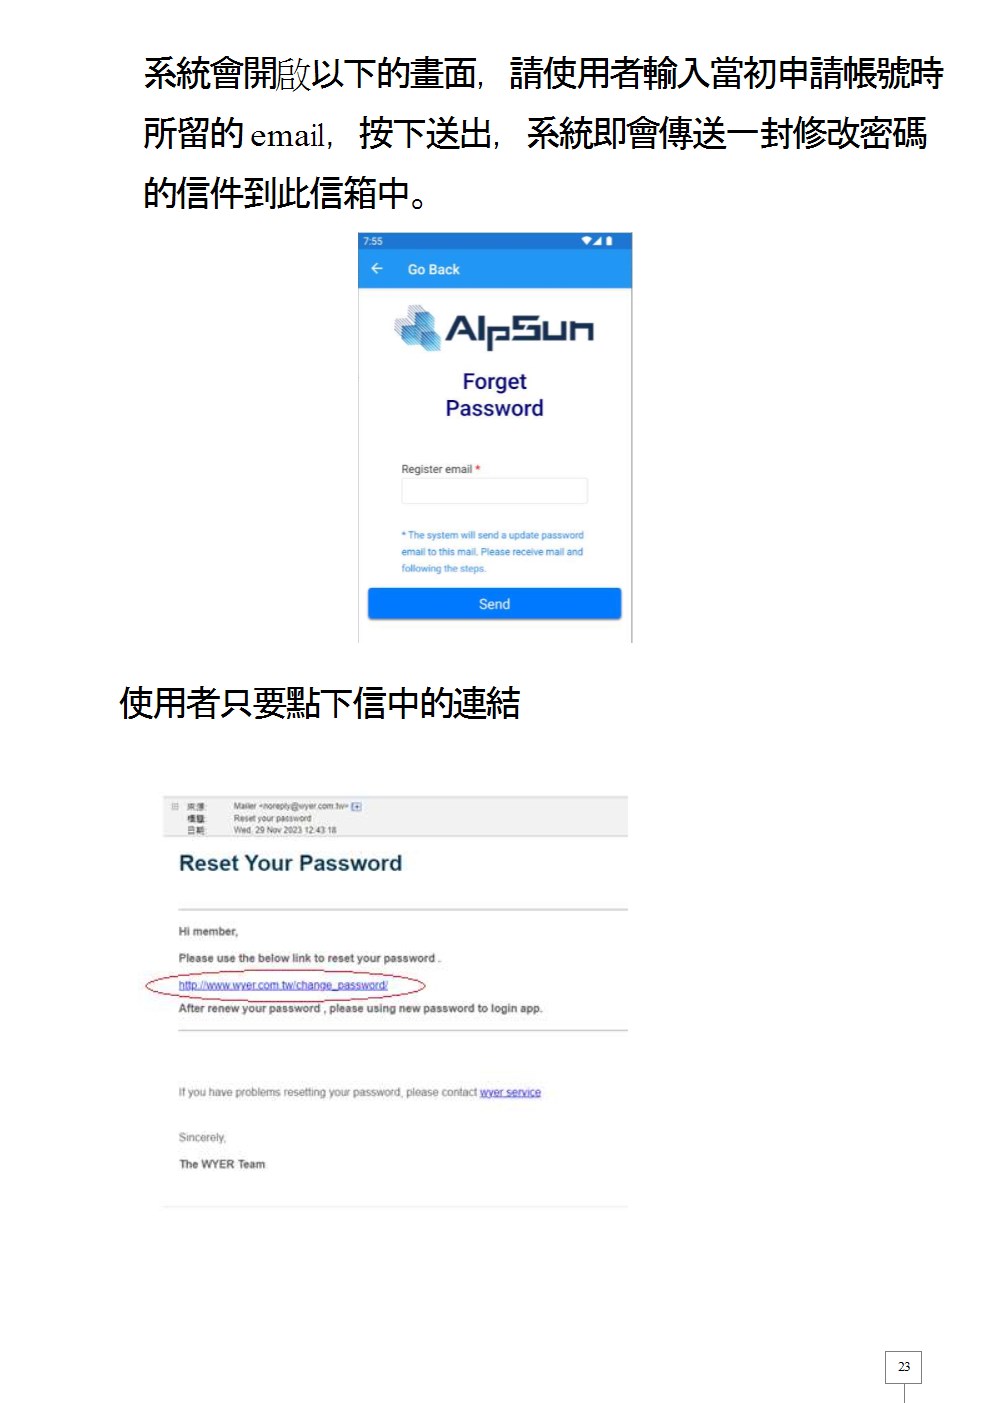 系統會開啟以下的畫面，請使用者輸入當初申請帳號時
所留的 email，按下送出，系統即會傳送一封修改密碼
的信件到此信箱中。
7:55
Go Back
AlpSun
Forget
Password
Register email *
* The system will send a update password
email to this mail. Please receive mail and
following the steps.
Send
使用者只要點下信中的連結
來源: Mailer <noreply@wyer.com.tw>
標題: Reset your password
日期: Wed, 29 Nov 2023 12:43:18
Reset Your Password
Hi member,
Please use the below link to reset your password .
http://www.wyer.com.tw/change_password/
After renew your password , please using new password to login app.
If you have problems resetting your password, please contact wyer service
Sincerely,
The WYER Team
23